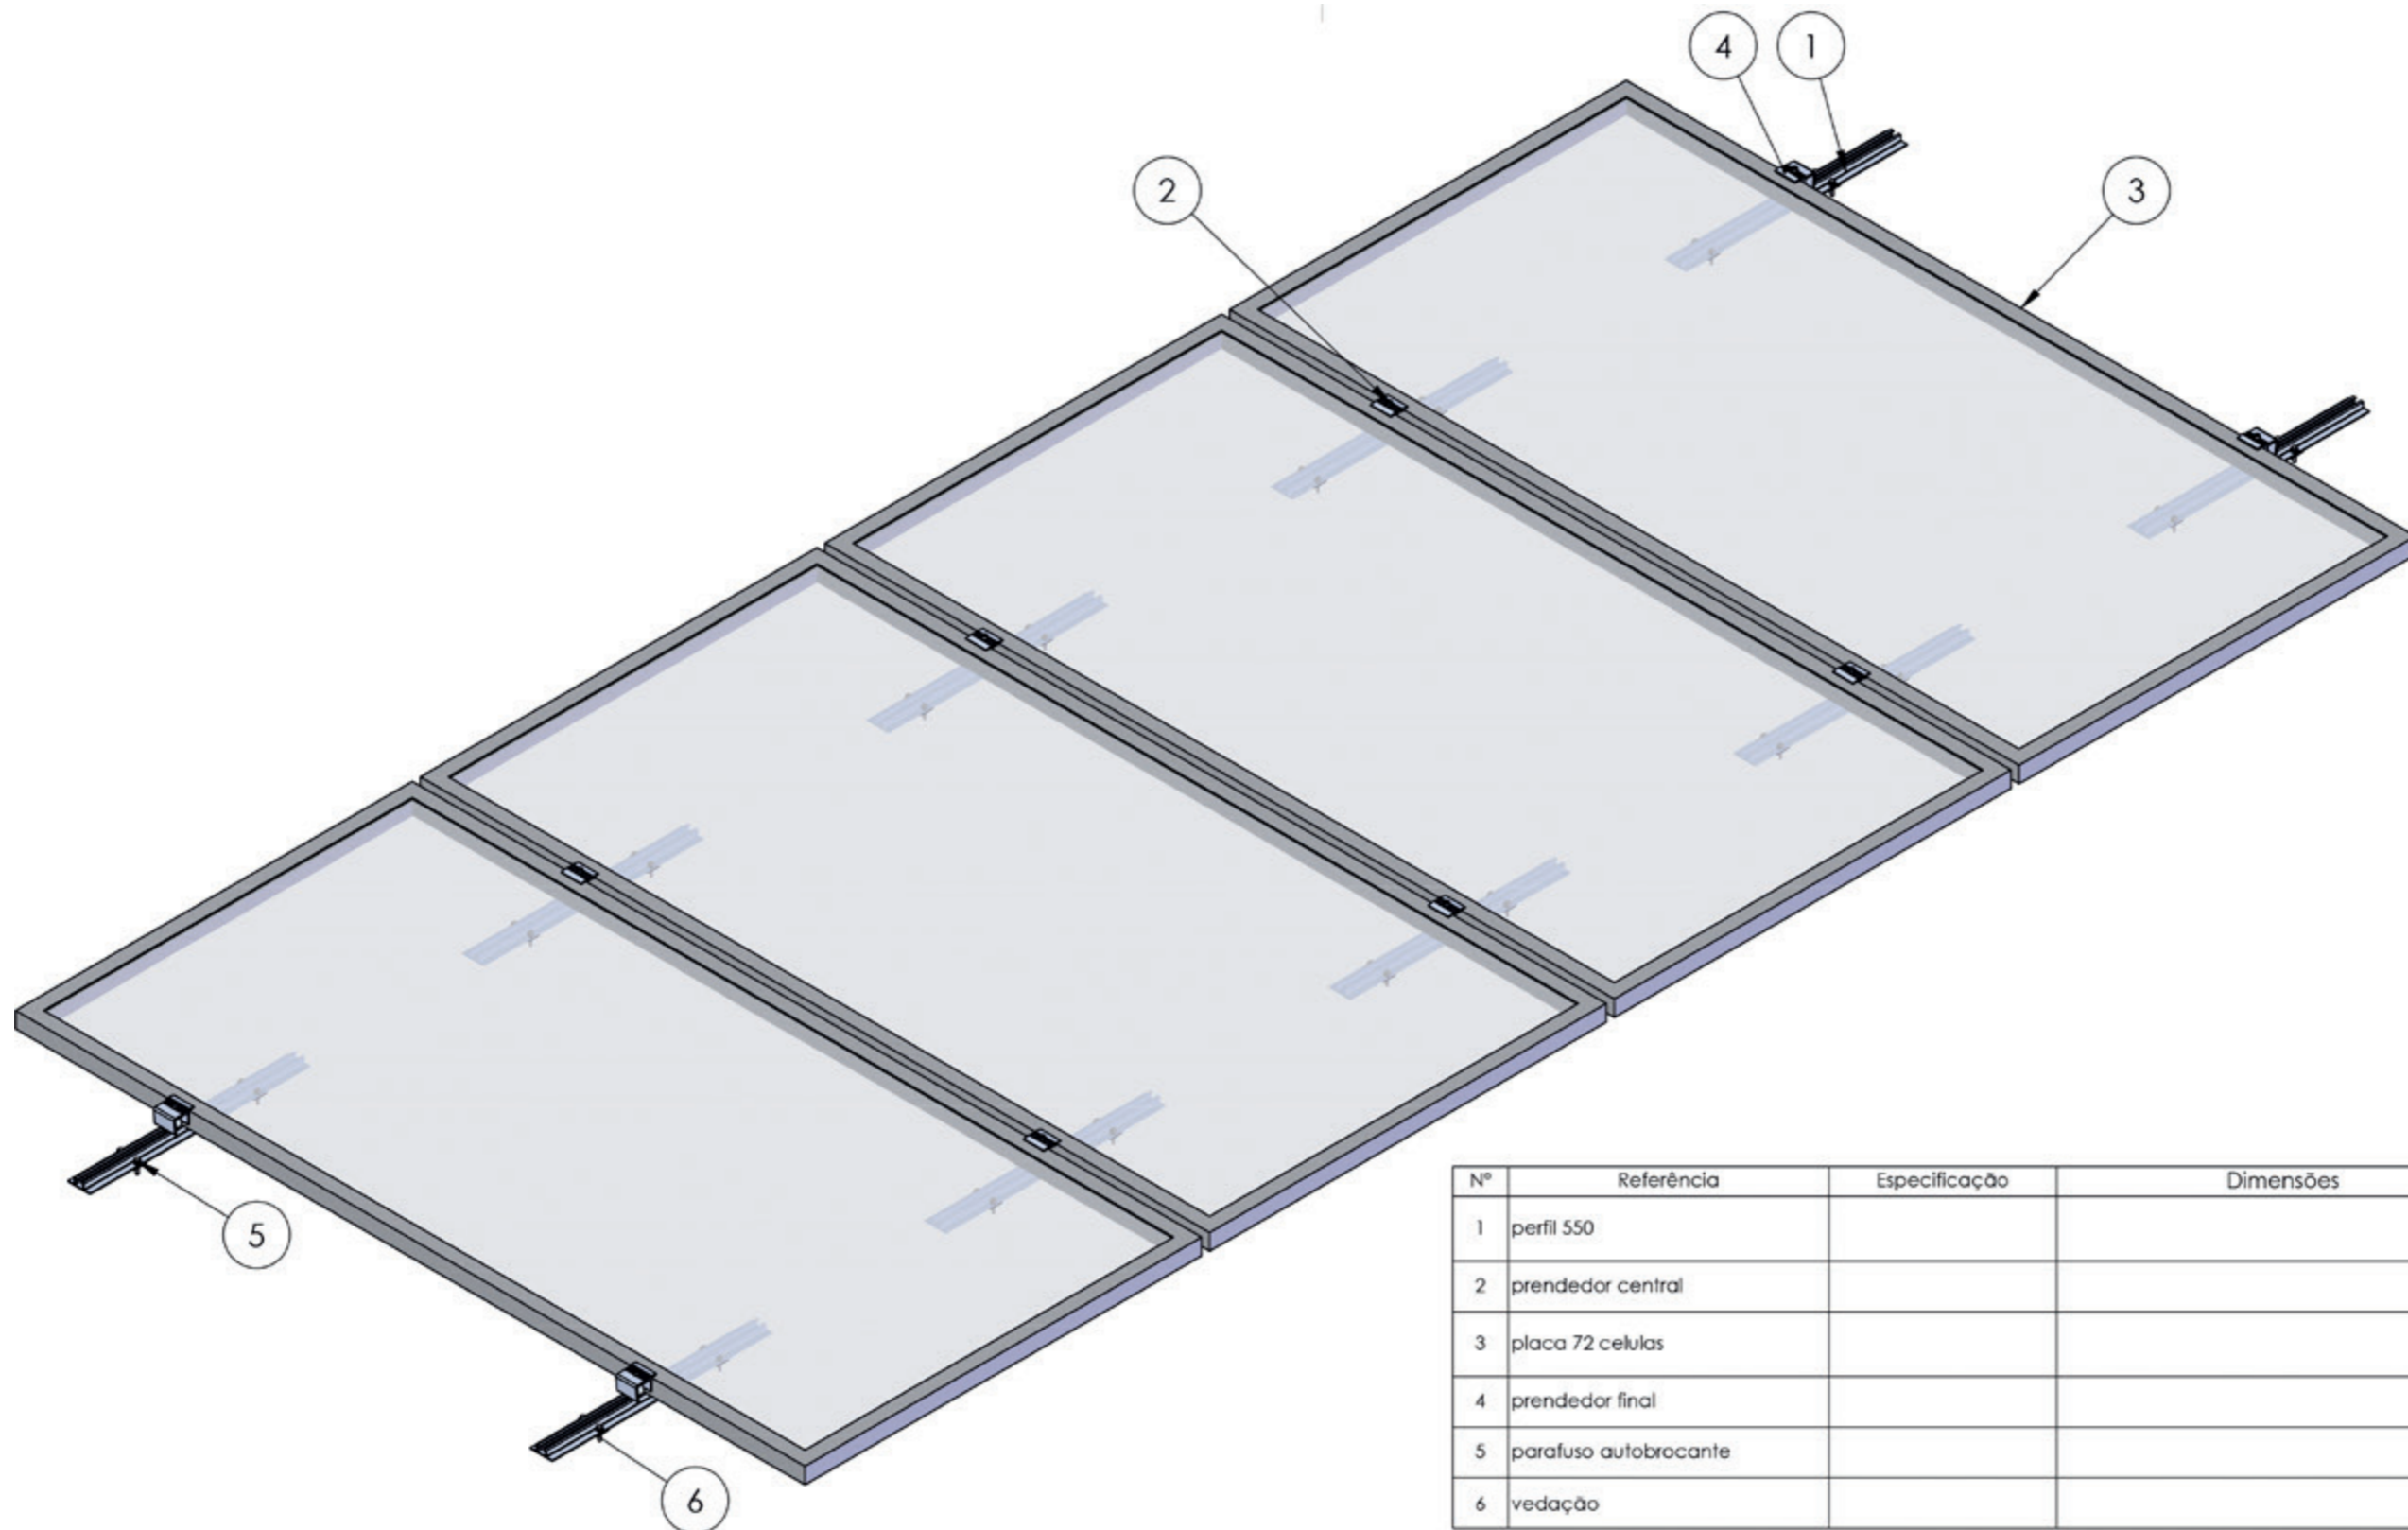 4
1
2
3
5
6
Nº Referência Especificação Dimensões
1 perfil 550
2 prendedor central
3 placa 72 celulas
4 prendedor final
5 parafuso autobrocante
6 vedação